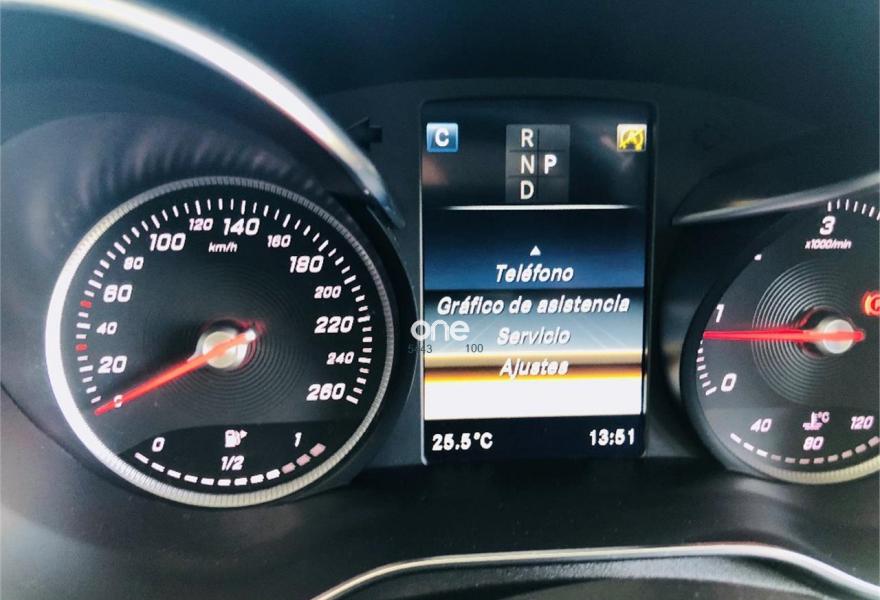 C
R
N P
D
Teléfono
Gráfico de asistencia
Servicio
Ajustes
25.5°C
13:51
0
20
40
60
80
100
120
140
160
180
200
220
240
260
km/h
0
1/2
1
0
1
3
x1000/min
40
80
120
°C
one
100